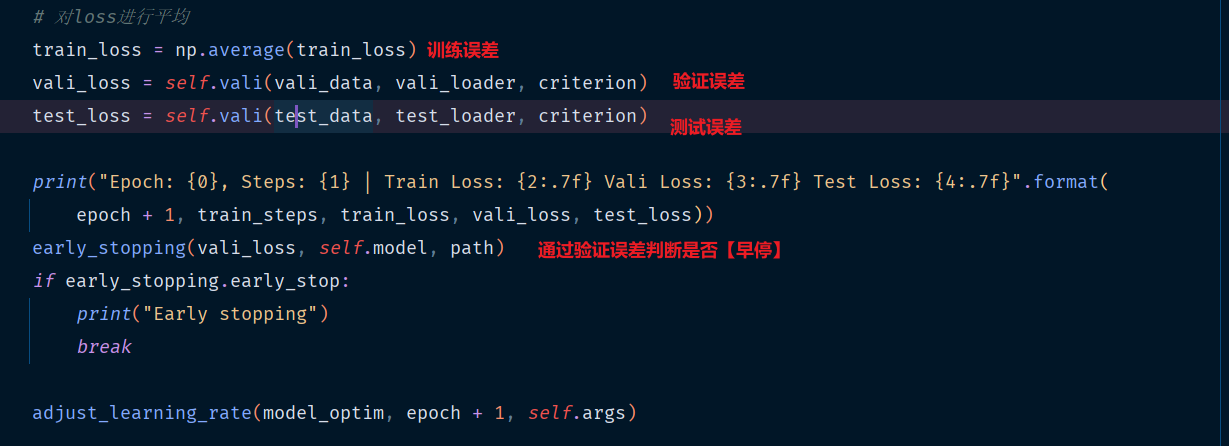 # 对loss进行平均
train_loss = np.average(train_loss) 训练误差
vali_loss = self.vali(vali_data, vali_loader, criterion) 验证误差
test_loss = self.vali(test_data, test_loader, criterion) 测试误差
print("Epoch: {0}, Steps: {1} | Train Loss: {2:.7f} Vali Loss: {3:.7f} Test Loss: {4:.7f}".format(
epoch + 1, train_steps, train_loss, vali_loss, test_loss))
early_stopping(vali_loss, self.model, path) 通过验证误差判断是否【早停】
if early_stopping.early_stop:
print("Early stopping")
break
adjust_learning_rate(model_optim, epoch + 1, self.args)